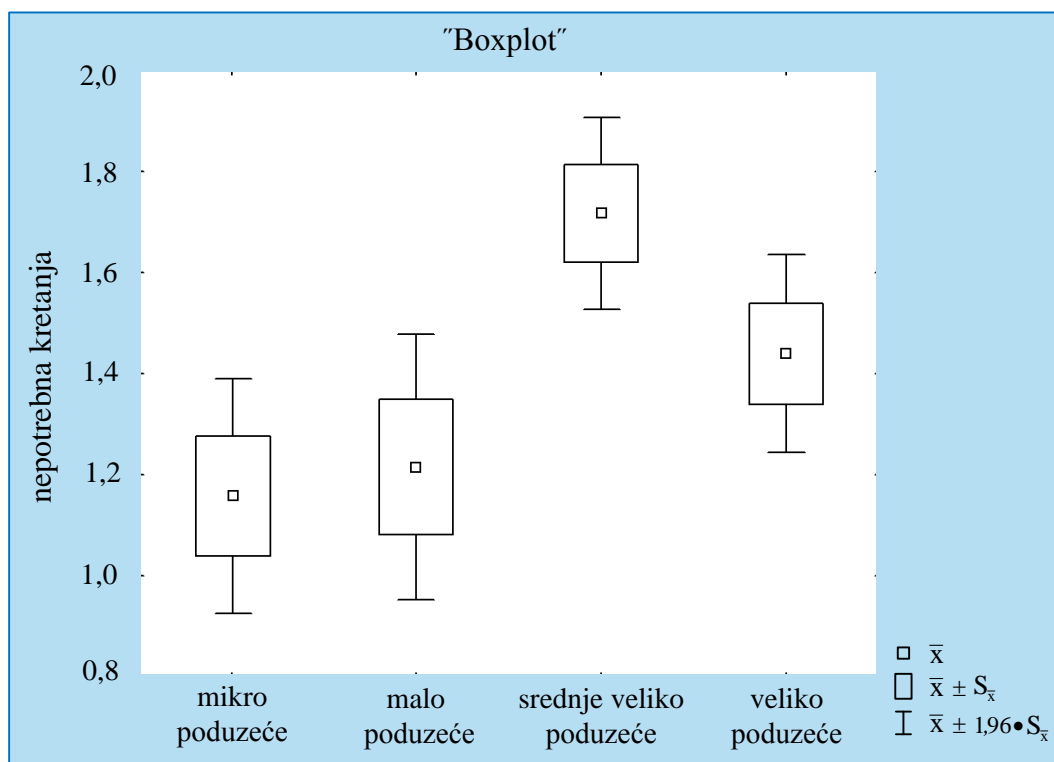 ˝Boxplot˝
nepotrebna kretanja
2,0
1,8
1,6
1,4
1,2
1,0
0,8
mikro
poduzeće
malo
poduzeće
srednje veliko
poduzeće
veliko
poduzeće
x̅
x̅ ± Sx̅
x̅ ± 1,96•Sx̅